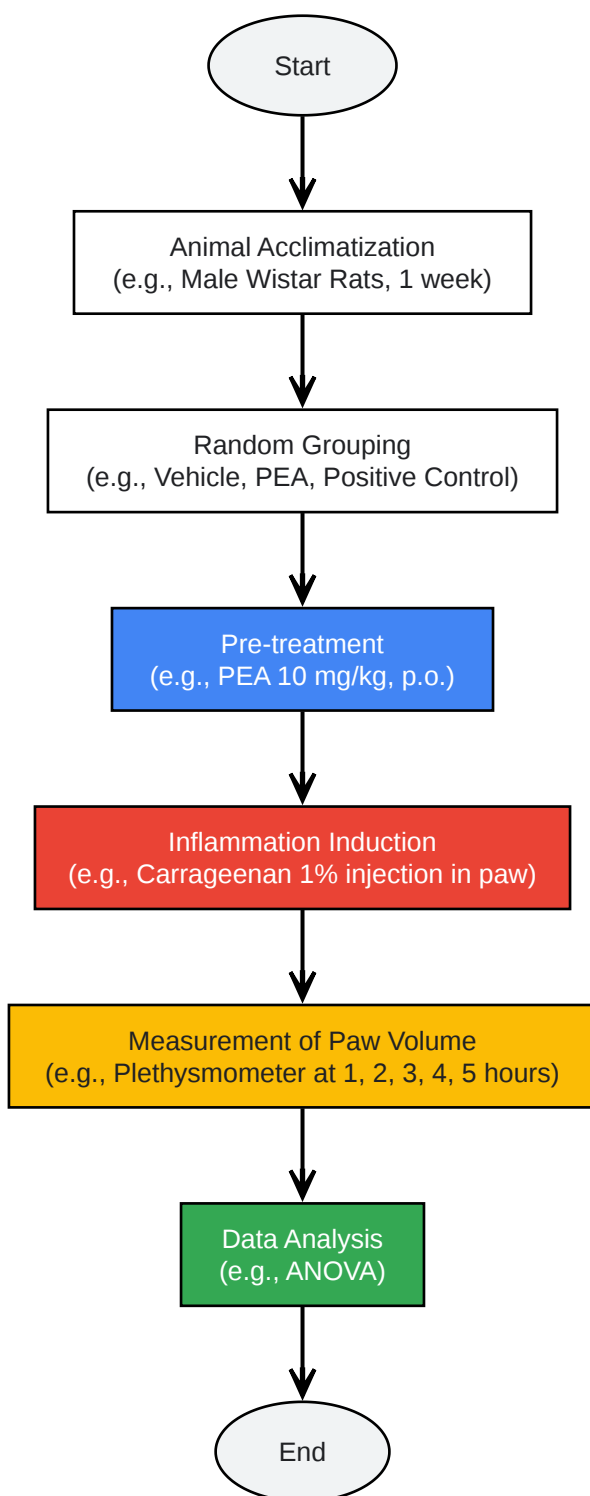 Start
Animal Acclimatization
(e.g., Male Wistar Rats, 1 week)
Random Grouping
(e.g., Vehicle, PEA, Positive Control)
Pre-treatment
(e.g., PEA 10 mg/kg, p.o.)
Inflammation Induction
(e.g., Carrageenan 1% injection in paw)
Measurement of Paw Volume
(e.g., Plethysmometer at 1, 2, 3, 4, 5 hours)
Data Analysis
(e.g., ANOVA)
End